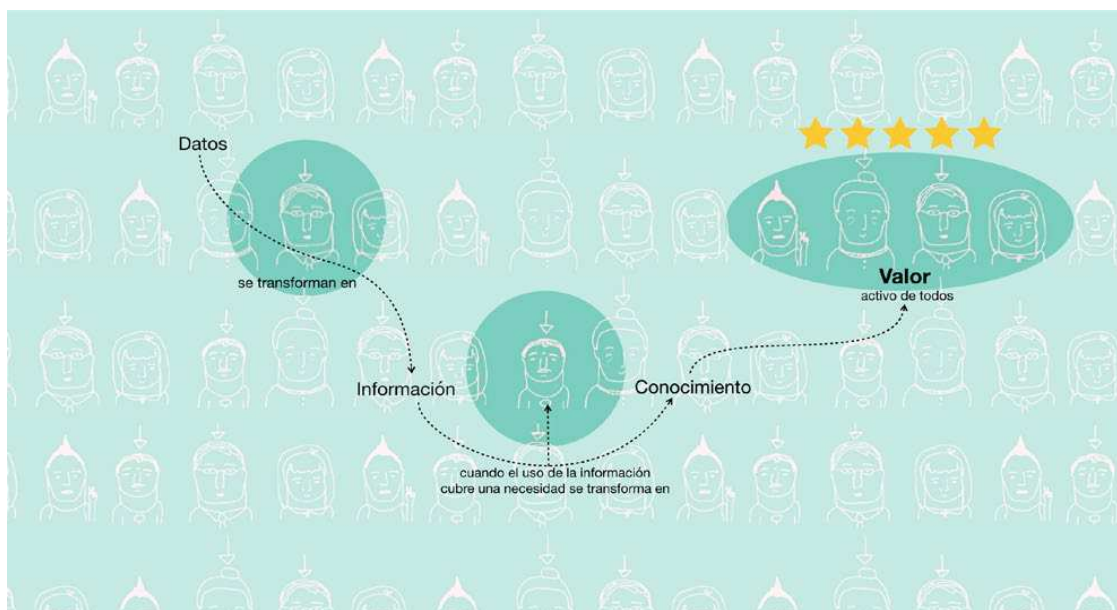 Datos
se transforman en
Información
cuando el uso de la información
cubre una necesidad se transforma en
Conocimiento
Valor
activo de todos